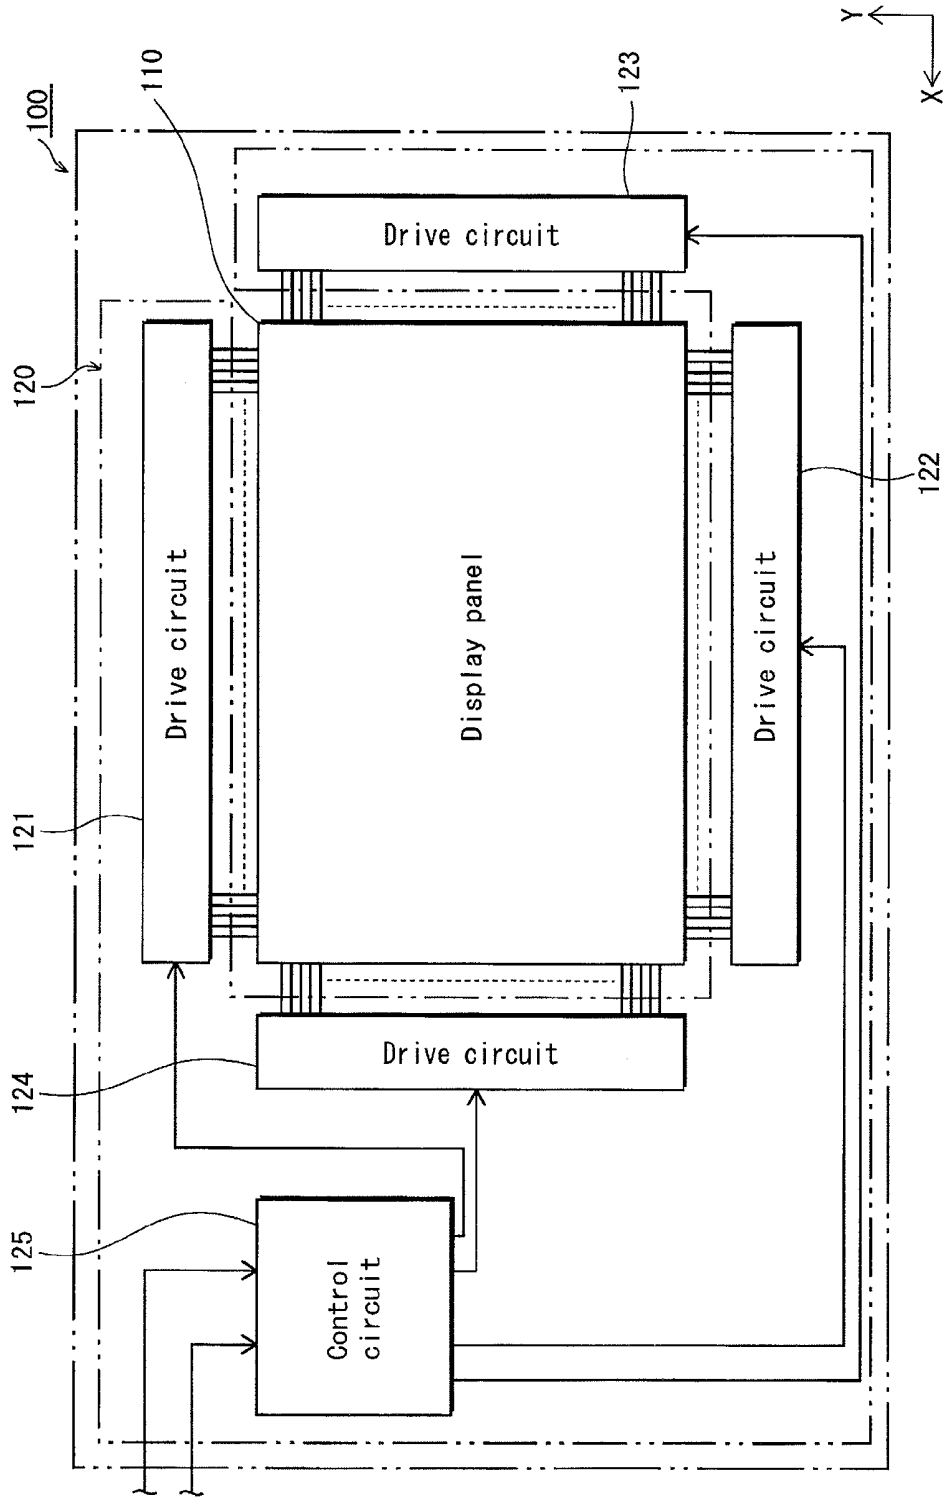 100
110
123
Drive circuit
120
121
Drive circuit
Display panel
Drive circuit
122
124
Drive circuit
125
Control
circuit
Y
X